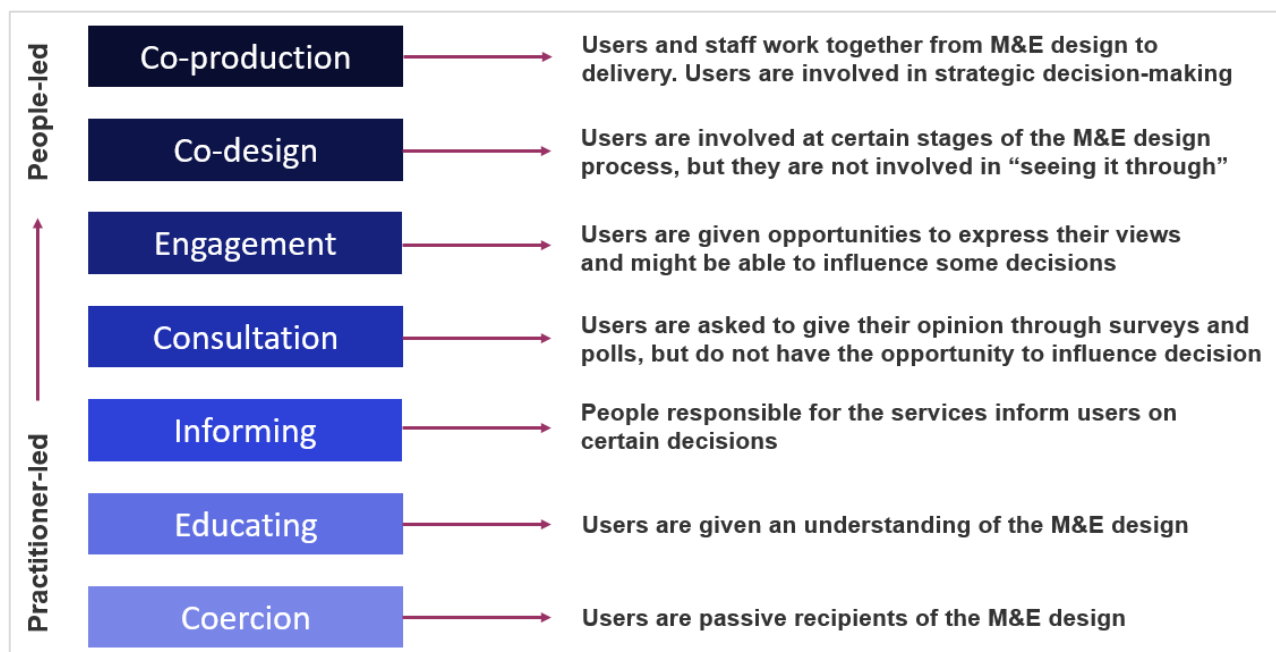 People-led
Practitioner-led
Co-production
Users and staff work together from M&E design to
delivery. Users are involved in strategic decision-making
Co-design
Users are involved at certain stages of the M&E design
process, but they are not involved in “seeing it through”
Engagement
Users are given opportunities to express their views
and might be able to influence some decisions
Consultation
Users are asked to give their opinion through surveys and
polls, but do not have the opportunity to influence decision
Informing
People responsible for the services inform users on
certain decisions
Educating
Users are given an understanding of the M&E design
Coercion
Users are passive recipients of the M&E design